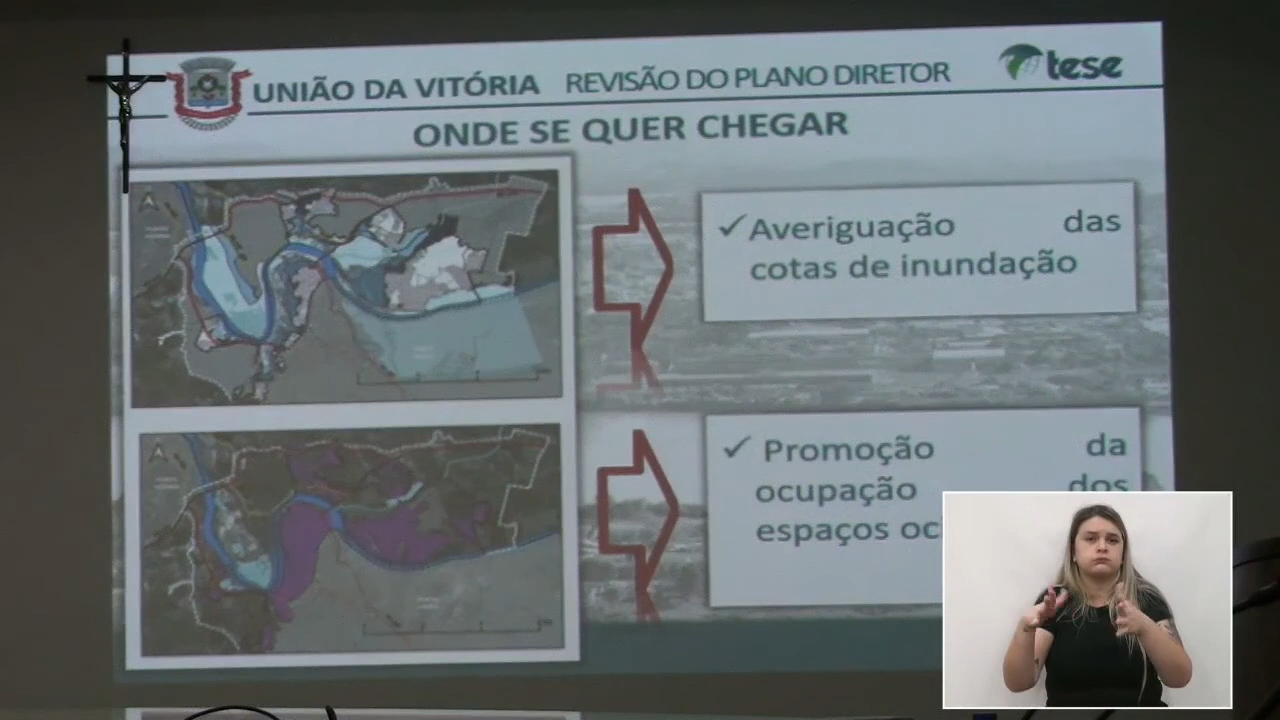 UNIÃO DA VITÓRIA REVISÃO DO PLANO DIRETOR
tese
ONDE SE QUER CHEGAR
✓ Averiguação das
cotas de inundação
✓ Promoção da
ocupação dos
espaços oc